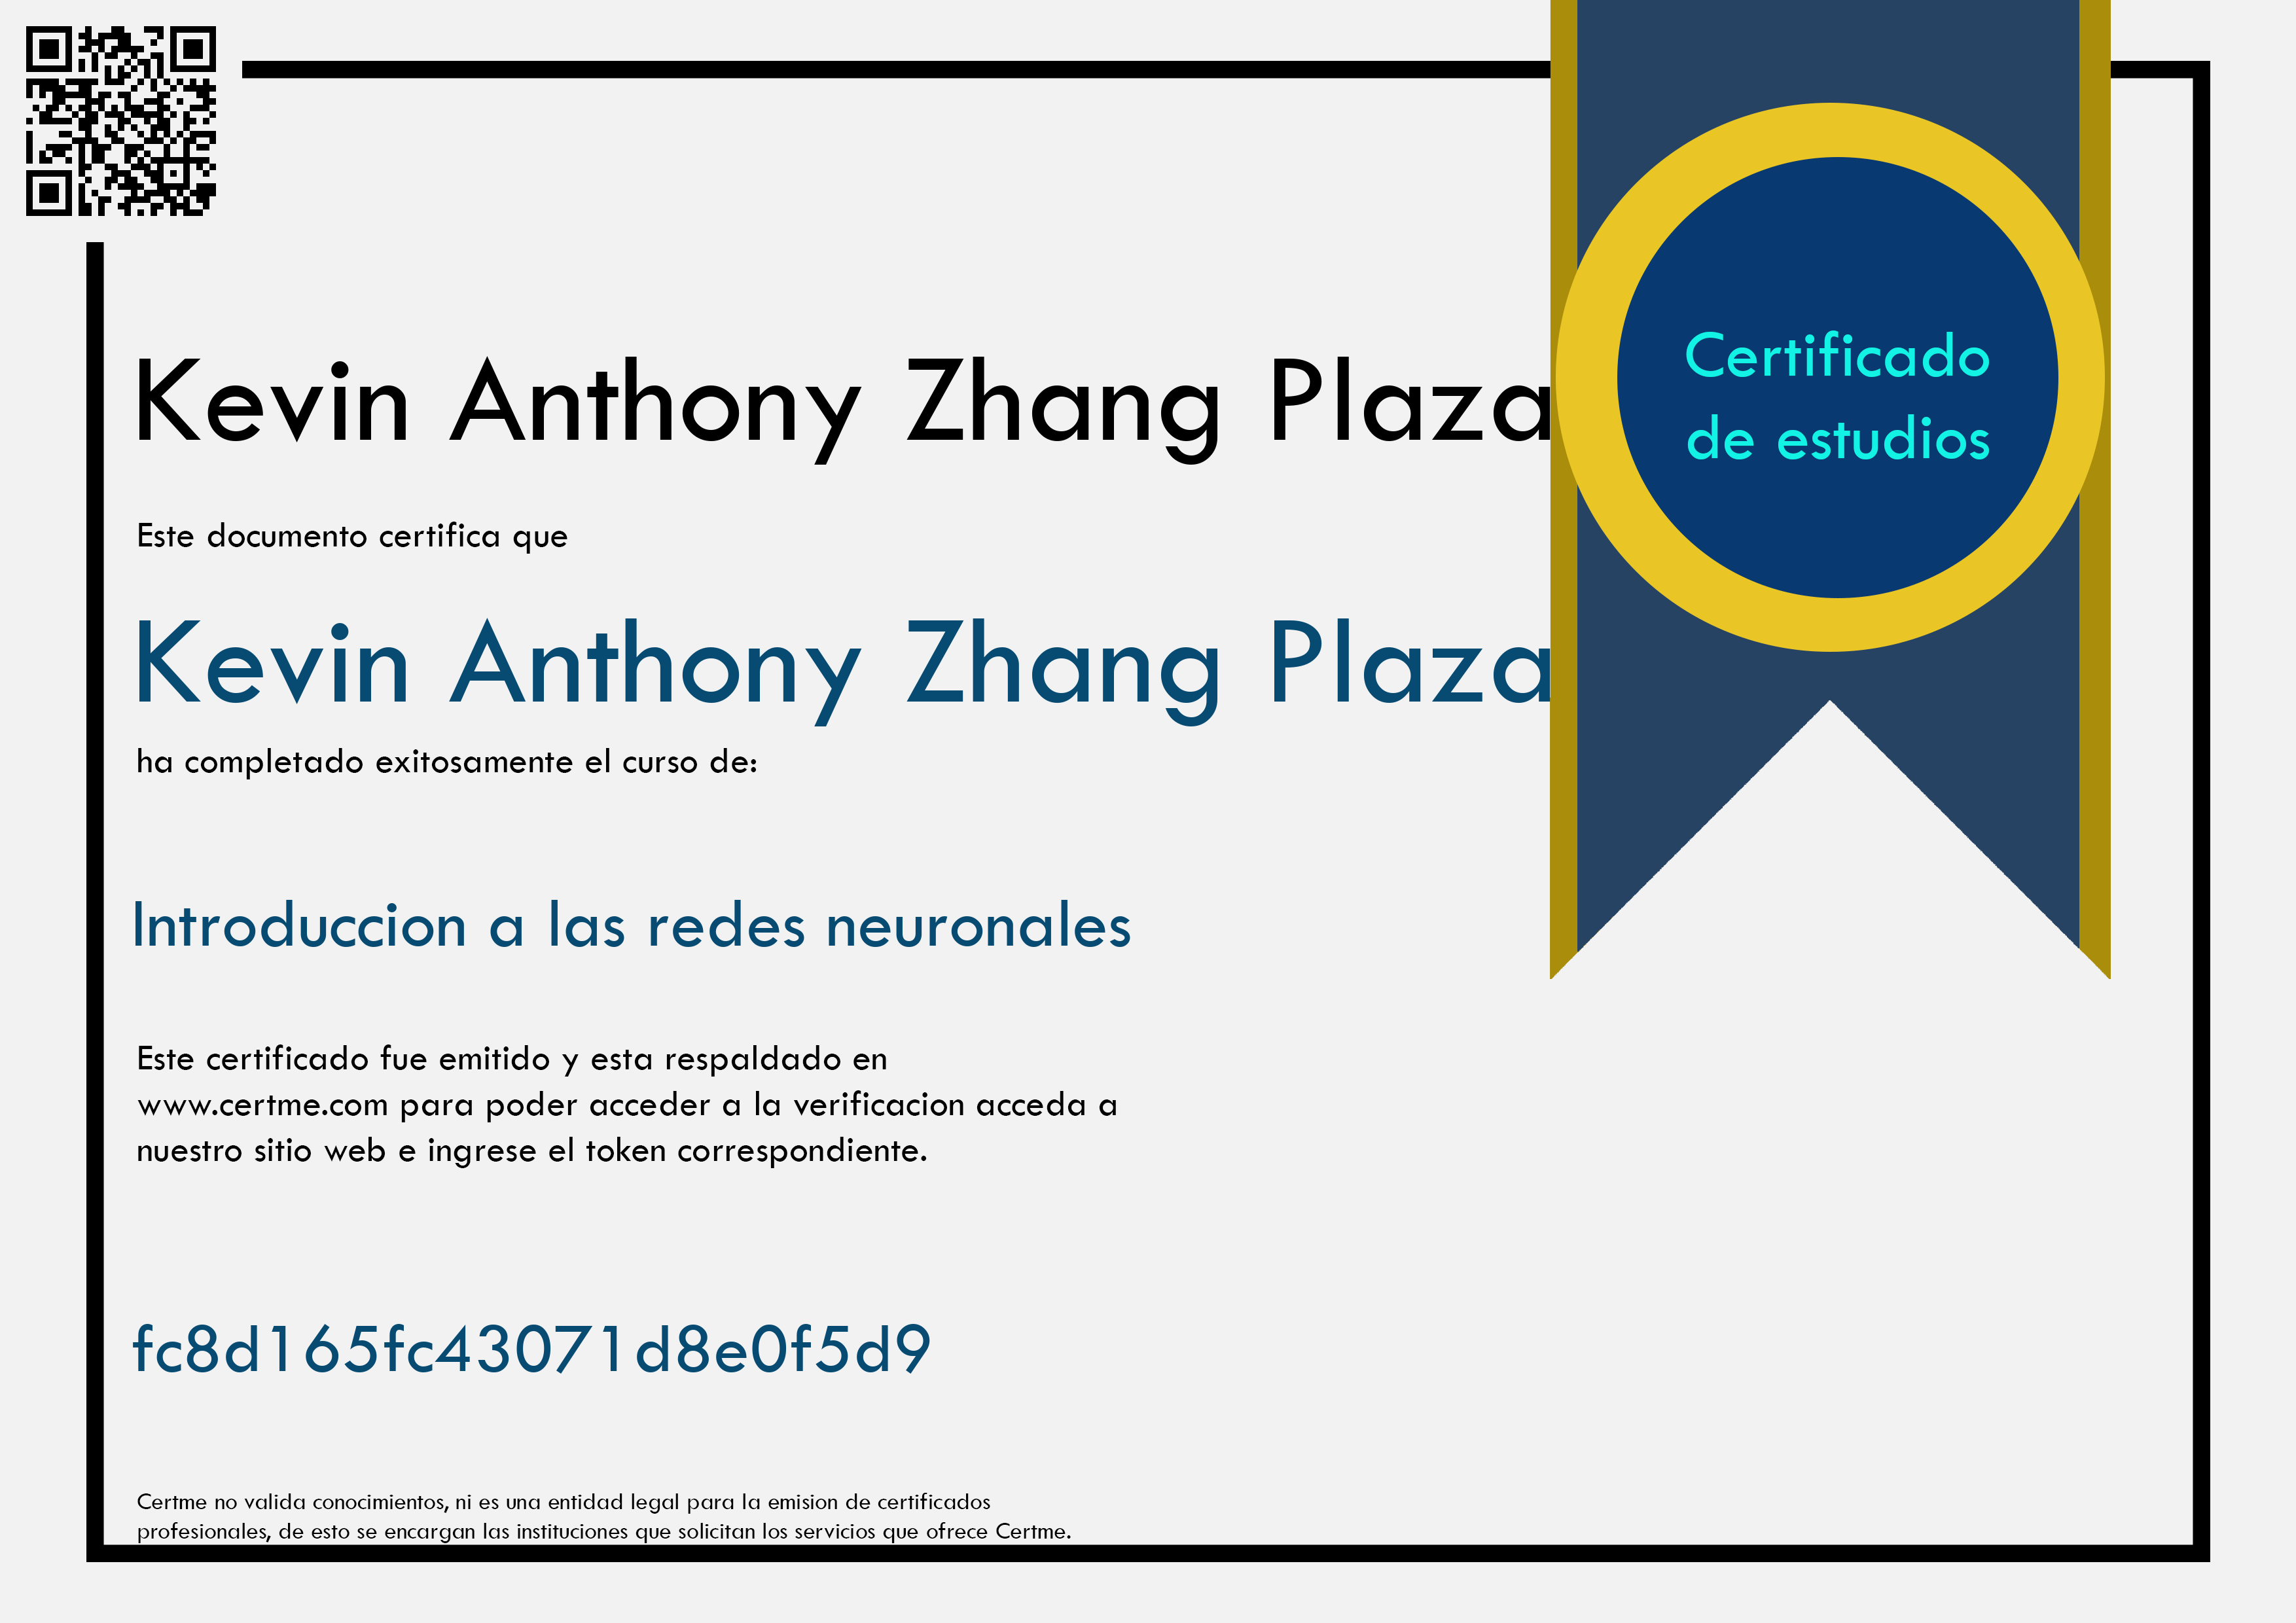 Kevin Anthony Zhang Plaza
Certificado
de estudios
Este documento certifica que
Kevin Anthony Zhang Plaza
ha completado exitosamente el curso de:
Introduccion a las redes neuronales
Este certificado fue emitido y esta respaldado en
www.certme.com para poder acceder a la verificacion acceda a
nuestro sitio web e ingrese el token correspondiente.
fc8d165fc43071d8e0f5d9
Certme no valida conocimientos, ni es una entidad legal para la emision de certificados
profesionales, de esto se encargan las instituciones que solicitan los servicios que ofrece Certme.